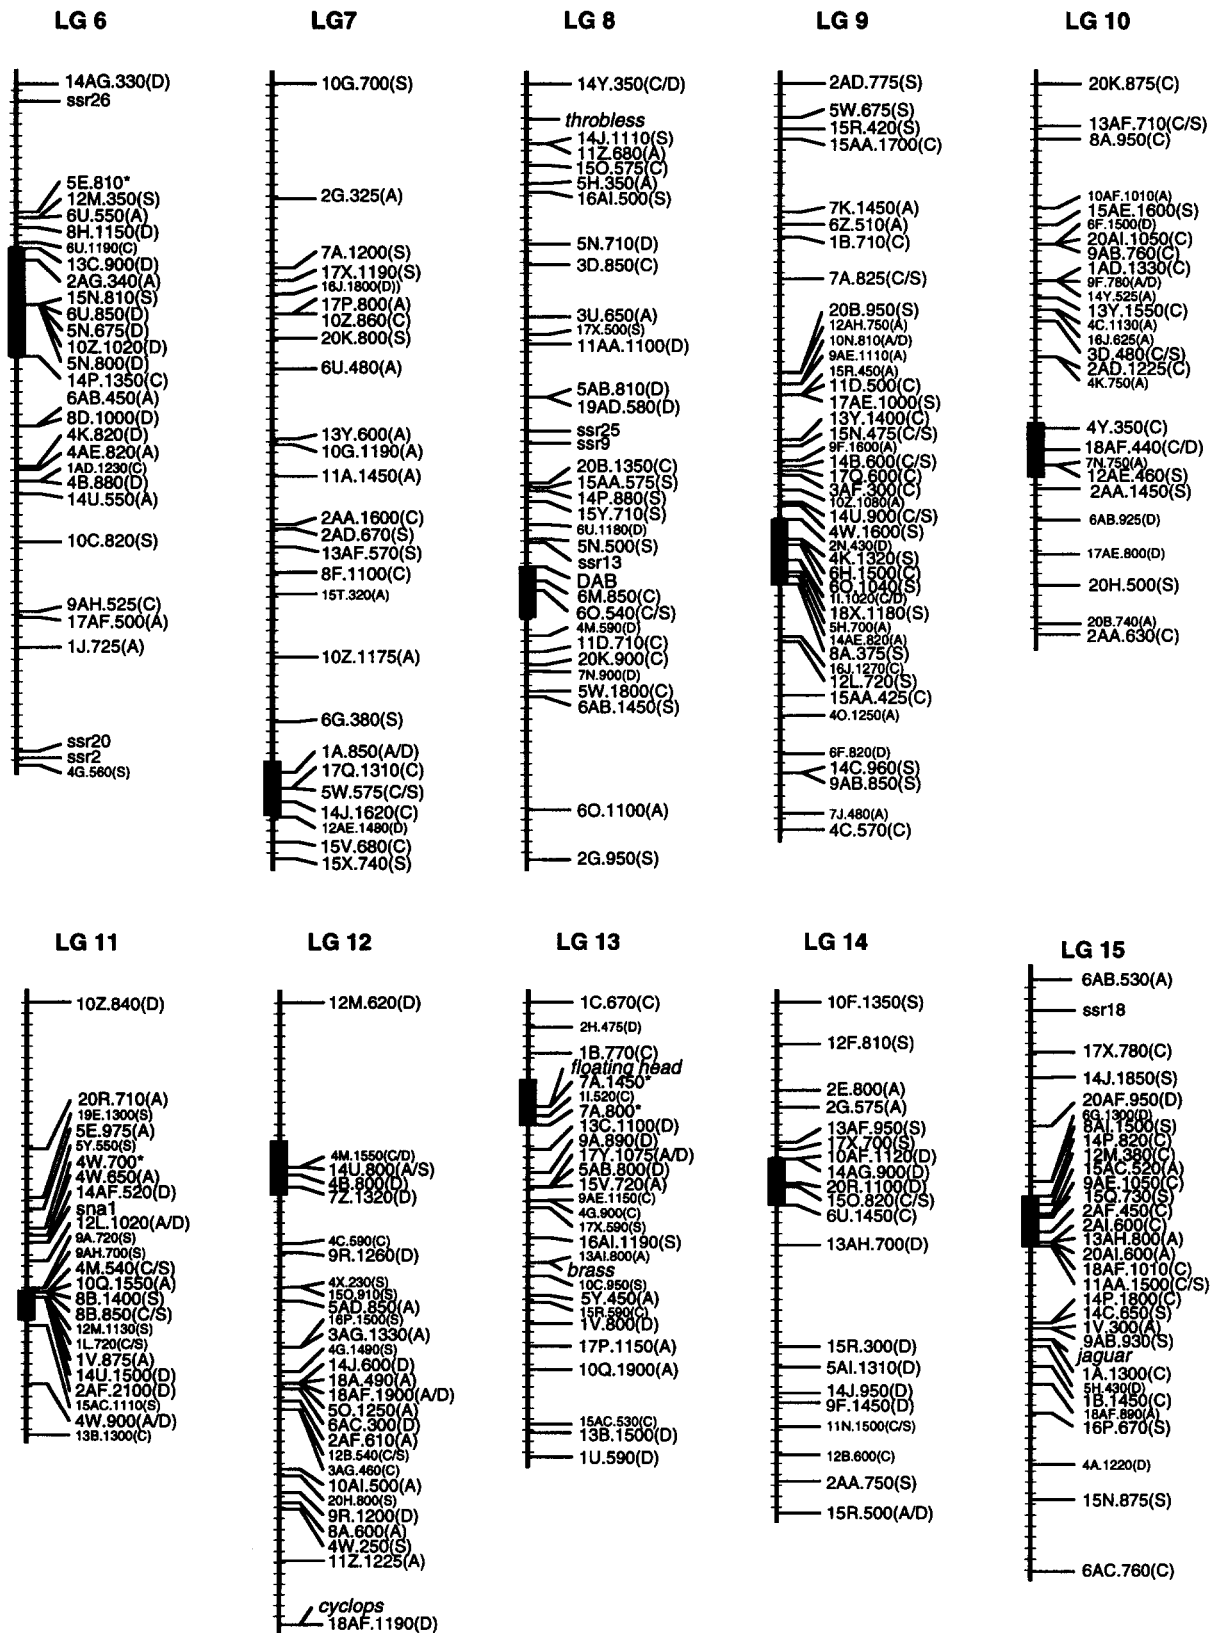 LG 6
14AG.330(D)
ssr26
5E.810*
12M.350(S)
6U.550(A)
8H.1150(D)
6U.1190(C)
13C.900(D)
2AG.340(A)
15N.810(S)
6U.850(D)
5N.675(D)
10Z.1020(D)
5N.800(D)
14P.1350(C)
6AB.450(A)
8D.1000(D)
4K.820(D)
4AE.820(A)
1AD.1230(C)
4B.880(D)
14U.550(A)
10C.820(S)
9AH.525(C)
17AF.500(A)
1J.725(A)
ssr20
ssr2
4G.560(S)
LG7
10G.700(S)
2G.325(A)
7A.1200(S)
17X.1190(S)
16J.1800(D))
17P.800(A)
10Z.860(C)
20K.800(S)
6U.480(A)
13Y.600(A)
10G.1190(A)
11A.1450(A)
2AA.1600(C)
2AD.670(S)
13AF.570(S)
8F.1100(C)
15T.320(A)
10Z.1175(A)
6G.380(S)
1A.850(A/D)
17Q.1310(C)
5W.575(C/S)
14J.1620(C)
12AE.1480(D)
15V.680(C)
15X.740(S)
LG 8
14Y.350(C/D)
throbless
14J.1110(S)
11Z.680(A)
15O.575(C)
5H.350(A)
16AI.500(S)
5N.710(D)
3D.850(C)
3U.650(A)
17X.500(S)
11AA.1100(D)
5AB.810(D)
19AD.580(D)
ssr25
ssr9
20B.1350(C)
15AA.575(S)
14P.880(S)
15Y.710(S)
6U.1180(D)
5N.500(S)
ssr13
DAB
6M.850(C)
6O.540(C/S)
4M.590(D)
11D.710(C)
20K.900(C)
7N.900(D)
5W.1800(C)
6AB.1450(S)
6O.1100(A)
2G.950(S)
LG 9
2AD.775(S)
5W.675(S)
15R.420(S)
15AA.1700(C)
7K.1450(A)
6Z.510(A)
1B.710(C)
7A.825(C/S)
20B.950(S)
12AH.750(A)
10N.810(A/D)
9AE.1110(A)
15R.450(A)
11D.500(C)
17AE.1000(S)
13Y.1400(C)
15N.475(C/S)
9F.1600(A)
14B.600(C/S)
17Q.600(C)
3AF.300(C)
10Z.1080(A)
14U.900(C/S)
4W.1600(S)
2N.430(D)
4K.1320(S)
6H.1500(C)
6O.1040(S)
1I.1020(C/D)
18X.1180(S)
5H.700(A)
14AE.820(A)
8A.375(S)
16J.1270(C)
12L.720(S)
15AA.425(C)
4O.1250(A)
6F.820(D)
14C.960(S)
9AB.850(S)
7J.480(A)
4C.570(C)
LG 10
20K.875(C)
13AF.710(C/S)
8A.950(C)
10AF.1010(A)
15AE.1600(S)
6F.1500(D)
20AI.1050(C)
9AB.760(C)
1AD.1330(C)
9F.780(A/D)
14Y.525(A)
13Y.1550(C)
4C.1130(A)
16J.625(A)
3D.480(C/S)
2AD.1225(C)
4K.750(A)
4Y.350(C)
18AF.440(C/D)
7N.750(A)
12AE.460(S)
2AA.1450(S)
6AB.925(D)
17AE.800(D)
20H.500(S)
20B.740(A)
2AA.630(C)
LG 11
10Z.840(D)
20R.710(A)
19E.1300(S)
5E.975(A)
5Y.550(S)
4W.700*
4W.650(A)
14AF.520(D)
sna1
12L.1020(A/D)
9A.720(S)
9AH.700(S)
4M.540(C/S)
10Q.1550(A)
8B.1400(S)
8B.850(C/S)
12M.1130(S)
1L.720(C/S)
1V.875(A)
14U.1500(D)
2AF.2100(D)
15AC.1110(S)
4W.900(A/D)
13B.1300(C)
LG 12
12M.620(D)
4M.1550(C/D)
14U.800(A/S)
4B.800(D)
7Z.1320(D)
4C.590(C)
9R.1260(D)
4X.230(S)
15O.910(S)
5AD.850(A)
16P.1500(S)
3AG.1330(A)
4G.1490(S)
14J.600(D)
18A.490(A)
18AF.1900(A/D)
5O.1250(A)
6AC.300(D)
2AF.610(A)
12B.540(C/S)
3AG.460(C)
10AI.500(A)
20H.800(S)
9R.1200(D)
8A.600(A)
4W.250(S)
11Z.1225(A)
cyclops
18AF.1190(D)
LG 13
1C.670(C)
2H.475(D)
1B.770(C)
floating head
7A.1450*
1I.520(C)
7A.800*
13C.1100(D)
9A.890(D)
17Y.1075(A/D)
5AB.800(D)
15V.720(A)
9AE.1150(C)
4G.900(C)
17X.590(S)
16AI.1190(S)
13AI.800(A)
brass
10C.950(S)
5Y.450(A)
15R.590(C)
1V.800(D)
17P.1150(A)
10Q.1900(A)
15AC.530(C)
13B.1500(D)
1U.590(D)
LG 14
10F.1350(S)
12F.810(S)
2E.800(A)
2G.575(A)
13AF.950(S)
17X.700(S)
10AF.1120(D)
14AG.900(D)
20R.1100(D)
15O.820(C/S)
6U.1450(C)
13AH.700(D)
15R.300(D)
5AI.1310(D)
14J.950(D)
9F.1450(D)
11N.1500(C/S)
12B.600(C)
2AA.750(S)
15R.500(A/D)
LG 15
6AB.530(A)
ssr18
17X.780(C)
14J.1850(S)
20AF.950(D)
6G.1300(D)
8AI.1500(S)
14P.820(C)
12M.380(C)
15AC.520(A)
9AE.1050(C)
15Q.730(S)
2AF.450(C)
2AI.600(C)
13AH.800(A)
20AI.600(A)
18AF.1010(C)
11AA.1500(C/S)
14P.1800(C)
14C.650(S)
1V.300(A)
9AB.930(S)
jaguar
1A.1300(C)
5H.430(D)
1B.1450(C)
18AF.890(A)
16P.670(S)
4A.1220(D)
15N.875(S)
6AC.760(C)